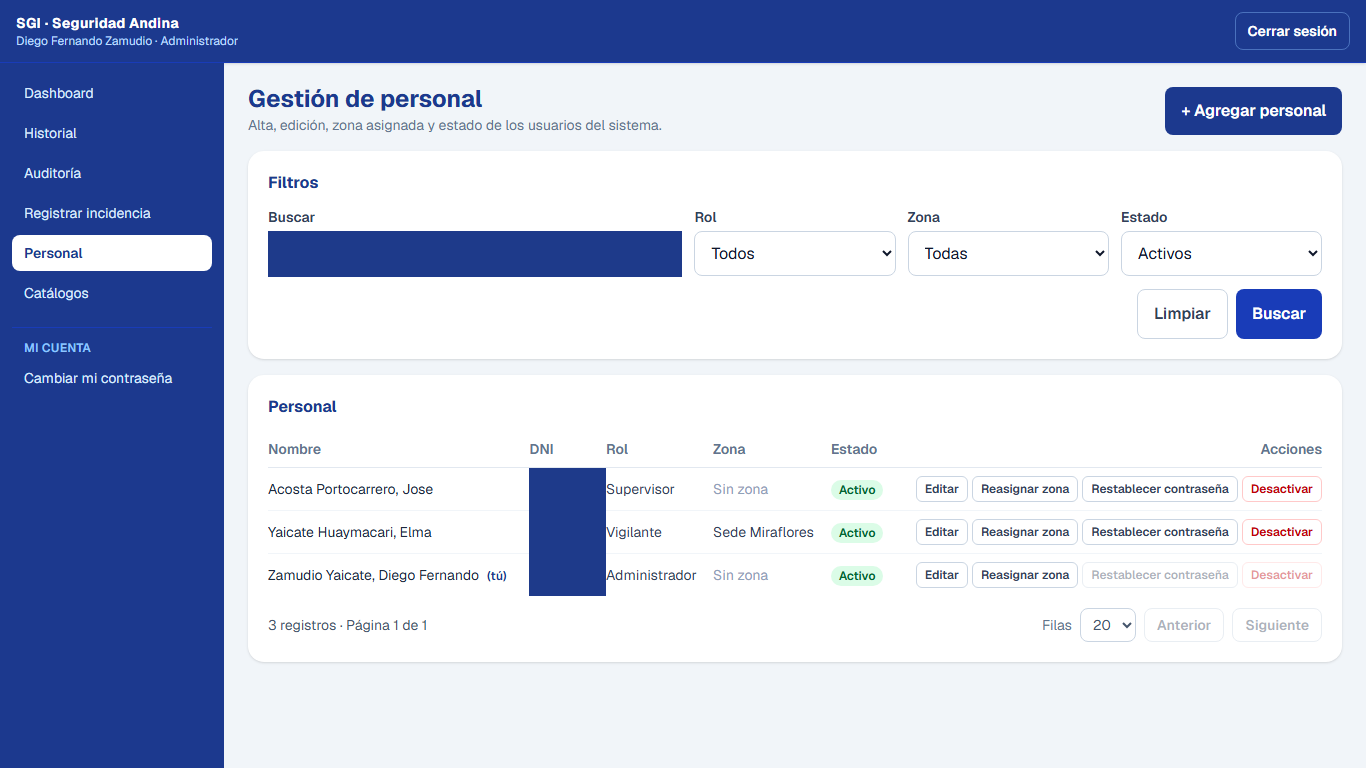 SGI · Seguridad Andina
Diego Fernando Zamudio · Administrador
Cerrar sesión
Dashboard
Historial
Auditoría
Registrar incidencia
Personal
Catálogos
MI CUENTA
Cambiar mi contraseña
Gestión de personal
Alta, edición, zona asignada y estado de los usuarios del sistema.
+ Agregar personal
Filtros
Buscar Rol Zona Estado
Todos Todas Activos
Limpiar Buscar
Personal
Nombre DNI Rol Zona Estado Acciones
Acosta Portocarrero, Jose Supervisor Sin zona Activo Editar Reasignar zona Restablecer contraseña Desactivar
Yaicate Huaymacari, Elma Vigilante Sede Miraflores Activo Editar Reasignar zona Restablecer contraseña Desactivar
Zamudio Yaicate, Diego Fernando (tú) Administrador Sin zona Activo Editar Reasignar zona Restablecer contraseña Desactivar
3 registros · Página 1 de 1 Filas 20 Anterior Siguiente